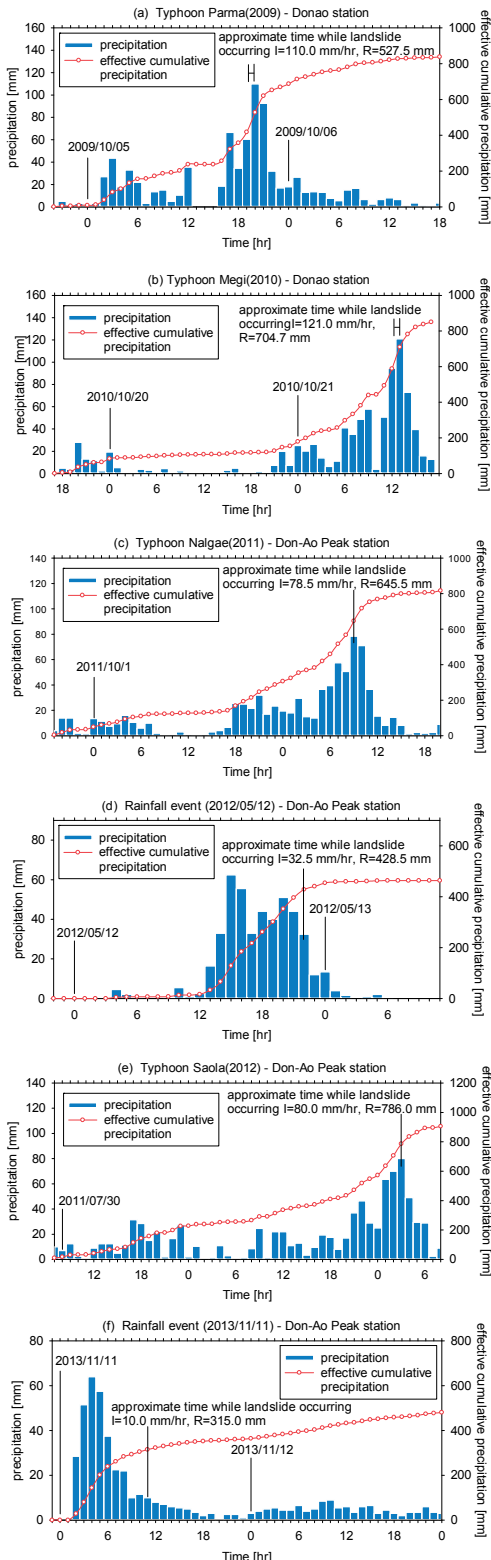 (a) Typhoon Parma(2009) - Donao station
precipitation
effective cumulative
precipitation
approximate time while landslide
occurring I=110.0 mm/hr, R=527.5 mm
2009/10/05
2009/10/06
precipitation [mm]
effective cumulative
precipitation [mm]
160
140
120
100
80
60
40
20
0
1000
800
600
400
200
0
0 6 12 18 0 6 12 18
Time [hr]
(b) Typhoon Megi(2010) - Donao station
precipitation
effective cumulative
precipitation
approximate time while landslide
occurringI=121.0 mm/hr,
R=704.7 mm
2010/10/20
2010/10/21
precipitation [mm]
effective cumulative
precipitation [mm]
160
140
120
100
80
60
40
20
0
1000
800
600
400
200
0
18 0 6 12 18 0 6 12
Time [hr]
(c) Typhoon Nalgae(2011) - Don-Ao Peak station
precipitation
effective cumulative
precipitation
approximate time while landslide
occurring I=78.5 mm/hr, R=645.5 mm
2011/10/1
precipitation [mm]
effective cumulative
precipitation [mm]
140
120
100
80
60
40
20
0
1000
800
600
400
200
0
0 6 12 18 0 6 12 18
Time [hr]
(d) Rainfall event (2012/05/12) - Don-Ao Peak station
precipitation
effective cumulative
precipitation
approximate time while landslide
occurring I=32.5 mm/hr, R=428.5 mm
2012/05/12
2012/05/13
precipitation [mm]
effective cumulative
precipitation [mm]
80
60
40
20
0
600
400
200
0
0 6 12 18 0 6
Time [hr]
(e) Typhoon Saola(2012) - Don-Ao Peak station
precipitation
effective cumulative
precipitation
approximate time while landslide
occurring I=80.0 mm/hr, R=786.0 mm
2011/07/30
precipitation [mm]
effective cumulative
precipitation [mm]
140
120
100
80
60
40
20
0
1200
1000
800
600
400
200
0
12 18 0 6 12 18 0 6
Time [hr]
(f) Rainfall event (2013/11/11) - Don-Ao Peak station
precipitation
effective cumulative
precipitation
2013/11/11
approximate time while landslide occurring
I=10.0 mm/hr, R=315.0 mm
2013/11/12
precipitation [mm]
effective cumulative
precipitation [mm]
80
60
40
20
0
800
600
400
200
0
0 4 8 12 16 20 0 4 8 12 16 20 0
Time [hr]